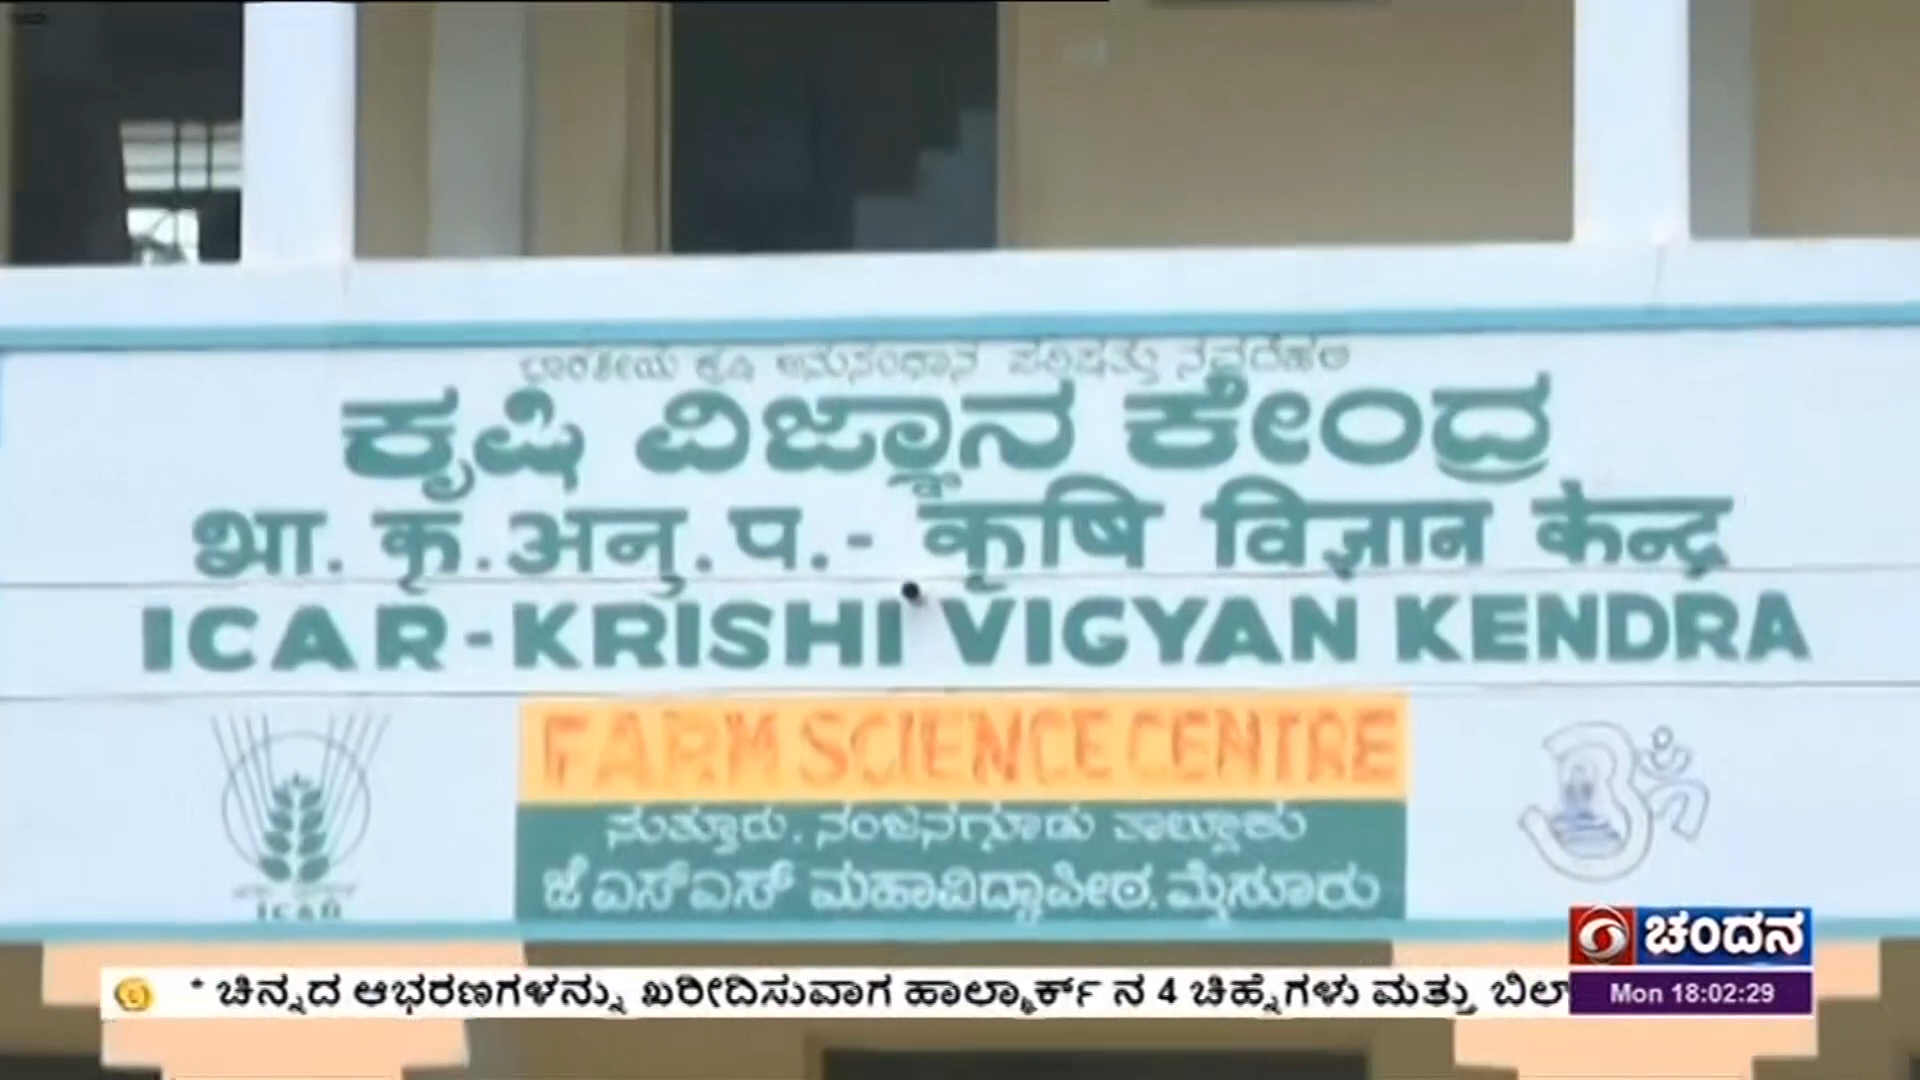 ಭಾರತೀಯ ಕೃಷಿ ಅನುಸಂಧಾನ ಪರಿಷತ್ತು ನವದೆಹಲಿ
ಕೃಷಿ ವಿಜ್ಞಾನ ಕೇಂದ್ರ
भा. कृ. अनु. प. - कृषि विज्ञान केन्द्र
ICAR-KRISHI VIGYAN KENDRA
FARM SCIENCE CENTRE
ಸುತ್ತೂರು, ನಂಜನಗೂಡು ತಾಲ್ಲೂಕು
ಜೆ ಎಸ್ ಎಸ್ ಮಹಾವಿದ್ಯಾಪೀಠ, ಮೈಸೂರು
ICAR
ಚಂದನ
* ಚಿನ್ನದ ಆಭರಣಗಳನ್ನು ಖರೀದಿಸುವಾಗ ಹಾಲ್ಮಾರ್ಕ್ ನ 4 ಚಿಹ್ನೆಗಳು ಮತ್ತು
Mon 18:02:29